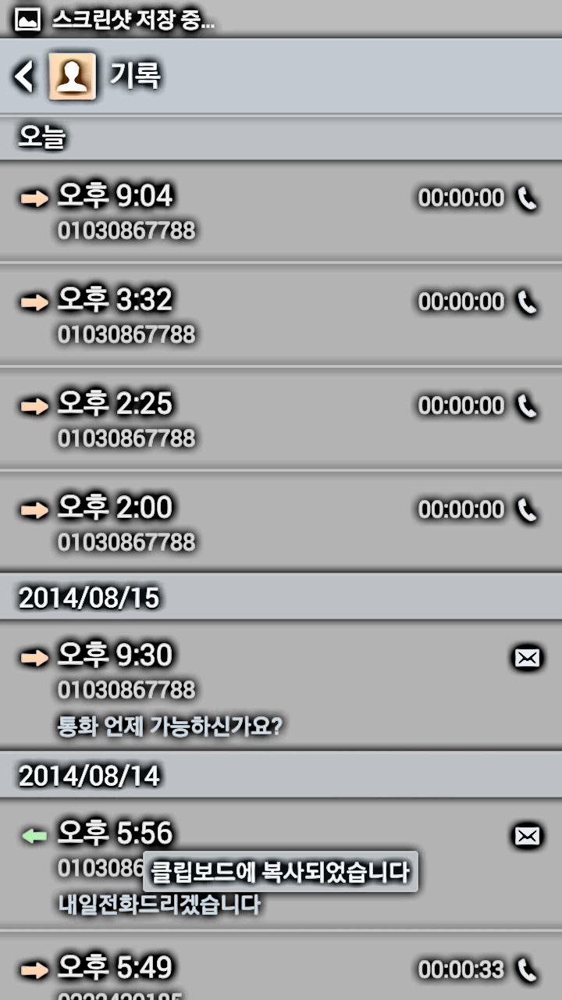 스크린샷 저장 중...
기록
오늘
오후 9:04 00:00:00
01030867788
오후 3:32 00:00:00
01030867788
오후 2:25 00:00:00
01030867788
오후 2:00 00:00:00
01030867788
2014/08/15
오후 9:30
01030867788
통화 언제 가능하신가요?
2014/08/14
오후 5:56
0103086
클립보드에 복사되었습니다
내일전화드리겠습니다
오후 5:49 00:00:33